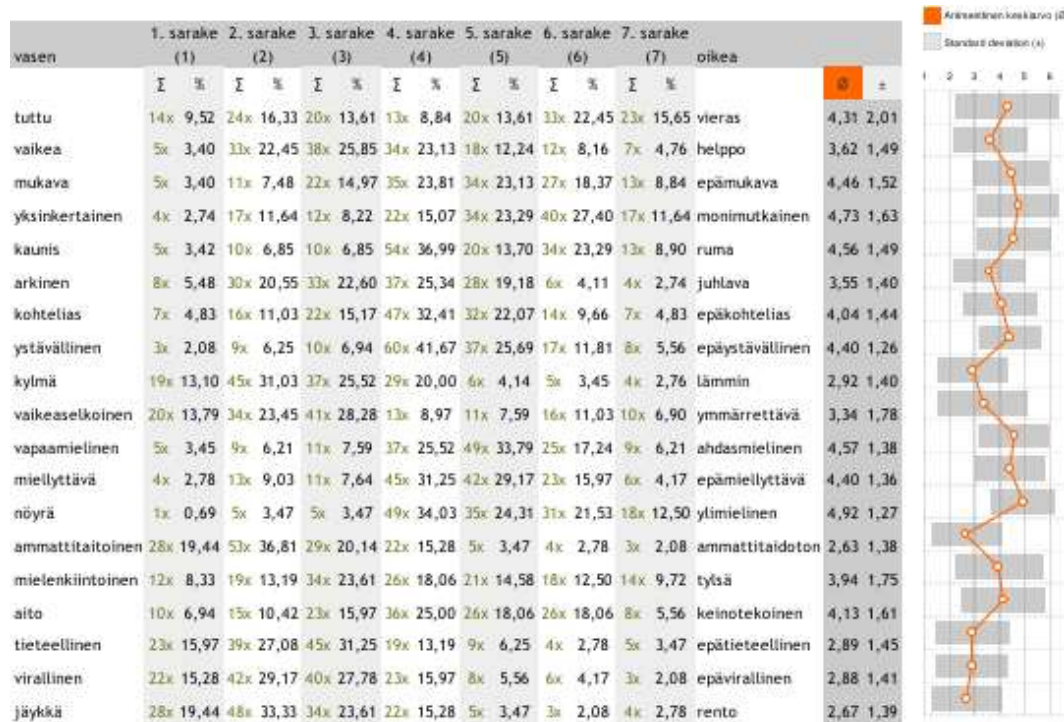 Aritmeettinen keskiarvo (Ø
Standard deviation (±)
1. sarake 2. sarake 3. sarake 4. sarake 5. sarake 6. sarake 7. sarake
vasen (1) (2) (3) (4) (5) (6) (7) oikea
Σ % Σ % Σ % Σ % Σ % Σ % Σ % Ø ± 1 2 3 4 5 6
tuttu 14x 9,52 24x 16,33 20x 13,61 13x 8,84 20x 13,61 33x 22,45 23x 15,65 vieras 4,31 2,01
vaikea 5x 3,40 33x 22,45 38x 25,85 34x 23,13 18x 12,24 12x 8,16 7x 4,76 helppo 3,62 1,49
mukava 5x 3,40 11x 7,48 22x 14,97 35x 23,81 34x 23,13 27x 18,37 13x 8,84 epämukava 4,46 1,52
yksinkertainen 4x 2,74 17x 11,64 12x 8,22 22x 15,07 34x 23,29 40x 27,40 17x 11,64 monimutkainen 4,73 1,63
kaunis 5x 3,42 10x 6,85 10x 6,85 54x 36,99 20x 13,70 34x 23,29 13x 8,90 ruma 4,56 1,49
arkinen 8x 5,48 30x 20,55 33x 22,60 37x 25,34 28x 19,18 6x 4,11 4x 2,74 juhlava 3,55 1,40
kohtelias 7x 4,83 16x 11,03 22x 15,17 47x 32,41 32x 22,07 14x 9,66 7x 4,83 epäkohtelias 4,04 1,44
ystävällinen 3x 2,08 9x 6,25 10x 6,94 60x 41,67 37x 25,69 17x 11,81 8x 5,56 epäystävällinen 4,40 1,26
kylmä 19x 13,10 45x 31,03 37x 25,52 29x 20,00 6x 4,14 5x 3,45 4x 2,76 lämmin 2,92 1,40
vaikeaselkoinen 20x 13,79 34x 23,45 41x 28,28 13x 8,97 11x 7,59 16x 11,03 10x 6,90 ymmärrettävä 3,34 1,78
vapaamielinen 5x 3,45 9x 6,21 11x 7,59 37x 25,52 49x 33,79 25x 17,24 9x 6,21 ahdasmielinen 4,57 1,38
miellyttävä 4x 2,78 13x 9,03 11x 7,64 45x 31,25 42x 29,17 23x 15,97 6x 4,17 epämiellyttävä 4,40 1,36
nöyrä 1x 0,69 5x 3,47 5x 3,47 49x 34,03 35x 24,31 31x 21,53 18x 12,50 ylimielinen 4,92 1,27
ammattitaitoinen 28x 19,44 53x 36,81 29x 20,14 22x 15,28 5x 3,47 4x 2,78 3x 2,08 ammattitaidoton 2,63 1,38
mielenkiintoinen 12x 8,33 19x 13,19 34x 23,61 26x 18,06 21x 14,58 18x 12,50 14x 9,72 tylsä 3,94 1,75
aito 10x 6,94 15x 10,42 23x 15,97 36x 25,00 26x 18,06 26x 18,06 8x 5,56 keinotekoinen 4,13 1,61
tieteellinen 23x 15,97 39x 27,08 45x 31,25 19x 13,19 9x 6,25 4x 2,78 5x 3,47 epätieteellinen 2,89 1,45
virallinen 22x 15,28 42x 29,17 40x 27,78 23x 15,97 8x 5,56 6x 4,17 3x 2,08 epävirallinen 2,88 1,41
jäykkä 28x 19,44 48x 33,33 34x 23,61 22x 15,28 5x 3,47 3x 2,08 4x 2,78 rento 2,67 1,39